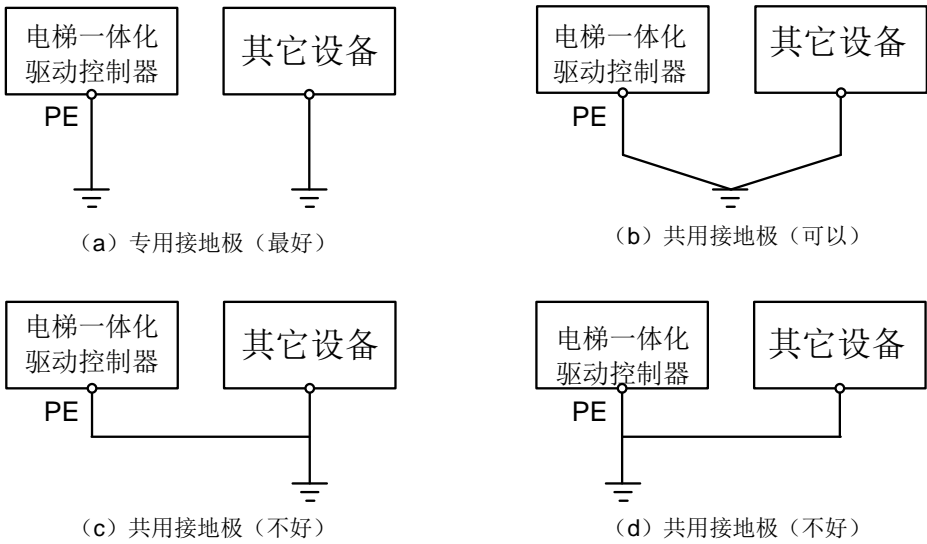 电梯一体化
驱动控制器
其它设备
PE
（a）专用接地极（最好）
电梯一体化
驱动控制器
其它设备
PE
（b）共用接地极（可以）
电梯一体化
驱动控制器
其它设备
PE
（c）共用接地极（不好）
电梯一体化
驱动控制器
其它设备
PE
（d）共用接地极（不好）